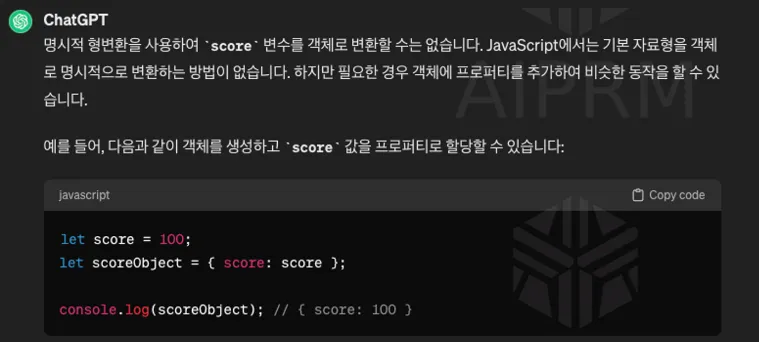 ChatGPT
명시적 형변환을 사용하여 `score` 변수를 객체로 변환할 수는 없습니다. JavaScript에서는 기본 자료형을 객체
로 명시적으로 변환하는 방법이 없습니다. 하지만 필요한 경우 객체에 프로퍼티를 추가하여 비슷한 동작을 할 수 있
습니다.
AIPRM
예를 들어, 다음과 같이 객체를 생성하고 `score` 값을 프로퍼티로 할당할 수 있습니다:
javascript Copy code
let score = 100;
let scoreObject = { score: score };
console.log(scoreObject); // { score: 100 }